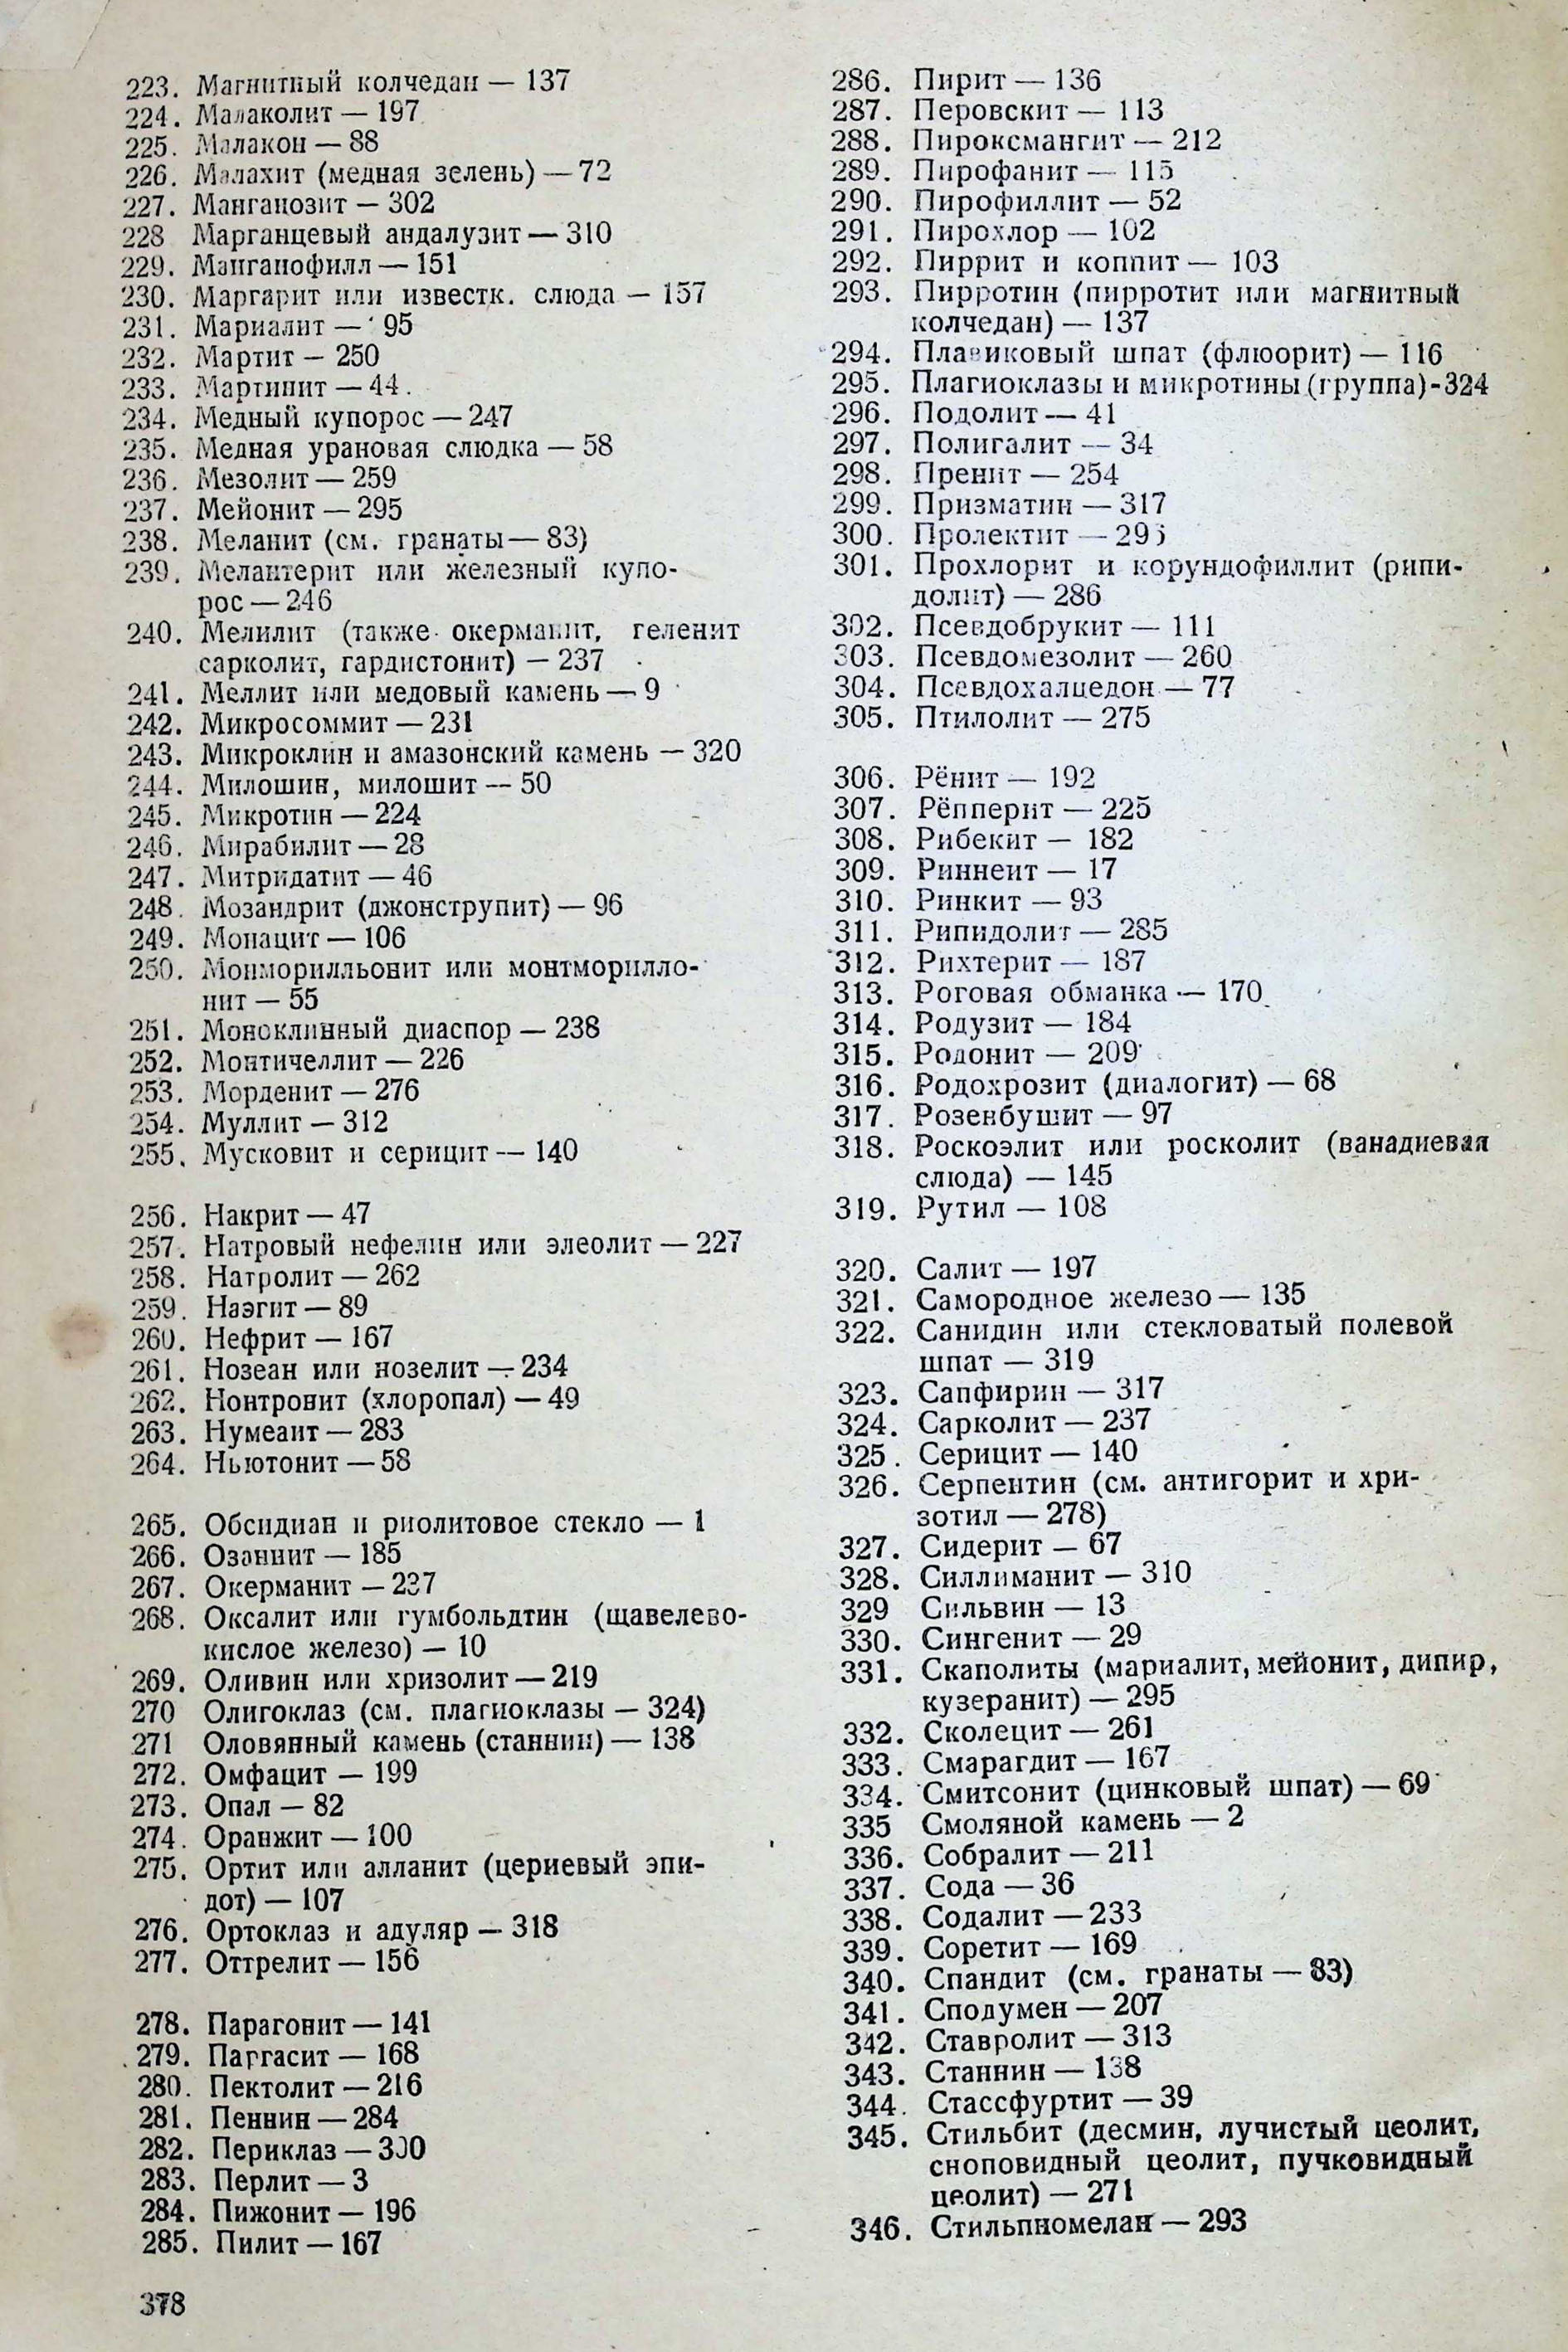 223. Магнитный колчедан — 137
224. Малаколит — 197
225. Малакон — 88
226. Малахит (медная зелень) — 72
227. Манганозит — 302
228 Марганцевый андалузит — 310
229. Манганофилл — 151
230. Маргарит или известк. слюда — 157
231. Мариалит — 95
232. Мартит — 250
233. Мартинит — 44.
234. Медный купорос — 247
235. Медная урановая слюдка — 58
236. Мезолит — 259
237. Мейонит — 295
238. Меланит (см. гранаты — 83)
239. Мелантерит или железный купо-
рос — 246
240. Мелилит (также окерманит, геленит
сарколит, гардистонит) — 237
241. Меллит или медовый камень — 9
242. Микросоммит — 231
243. Микроклин и амазонский камень — 320
244. Милошин, милошит — 50
245. Микротин — 224
246. Мирабилит — 28
247. Митридатит — 46
248. Мозандрит (джонструпит) — 96
249. Монацит — 106
250. Монморилльонит или монтморилло-
нит — 55
251. Моноклинный диаспор — 238
252. Монтичеллит — 226
253. Морденит — 276
254. Муллит — 312
255. Мусковит и серицит — 140
256. Накрит — 47
257. Натровый нефелин или элеолит — 227
258. Натролит — 262
259. Наэгит — 89
260. Нефрит — 167
261. Нозеан или нозелит — 234
262. Нонтронит (хлоропал) — 49
263. Нумеаит — 283
264. Ньютонит — 58
265. Обсидиан и риолитовое стекло — 1
266. Озаннит — 185
267. Окерманит — 237
268. Оксалит или гумбольдтин (щавелево-
кислое железо) — 10
269. Оливин или хризолит — 219
270 Олигоклаз (см. плагиоклазы — 324)
271 Оловянный камень (станнин) — 138
272. Омфацит — 199
273. Опал — 82
274. Оранжит — 100
275. Ортит или алланит (цериевый эпи-
дот) — 107
276. Ортоклаз и адуляр — 318
277. Оттрелит — 156
278. Парагонит — 141
279. Паргасит — 168
280. Пектолит — 216
281. Пеннин — 284
282. Периклаз — 300
283. Перлит — 3
284. Пижонит — 196
285. Пилит — 167
378
286. Пирит — 136
287. Перовскит — 113
288. Пироксмангит — 212
289. Пирофанит — 115
290. Пирофиллит — 52
291. Пирохлор — 102
292. Пиррит и коппит — 103
293. Пирротин (пирротит или магнитный
колчедан) — 137
294. Плавиковый шпат (флюорит) — 116
295. Плагиоклазы и микротины (группа)-324
296. Подолит — 41
297. Полигалит — 34
298. Пренит — 254
299. Призматин — 317
300. Пролектит —
301. Прохлорит и корундофиллит (рипи-
долит) — 286
302. Псевдобрукит — 111
303. Псевдомезолит — 260
304. Псевдохалцедон — 77
305. Птилолит — 275
306. Рёнит — 192
307. Рёпперит — 225
308. Рибекит — 182
309. Риннеит — 17
310. Ринкит — 93
311. Рипидолит — 285
312. Рихтерит — 187
313. Роговая обманка — 170
314. Родузит — 184
315. Родонит — 209
316. Родохрозит (диалогит) — 68
317. Розенбушит — 97
318. Роскоэлит или росколит (ванадиевая
слюда) — 145
319. Рутил — 108
320. Салит — 197
321. Самородное железо — 135
322. Санидин или стекловатый полевой
шпат — 319
323. Сапфирин — 317
324. Сарколит — 237
325. Серицит — 140
326. Серпентин (см. антигорит и хри-
зотил — 278)
327. Сидерит — 67
328. Силлиманит — 310
329 Сильвин — 13
330. Сингенит — 29
331. Скаполиты (мариалит, мейонит, дипир,
кузеранит) — 295
332. Сколецит — 261
333. Смарагдит — 167
334. Смитсонит (цинковый шпат) — 69
335 Смоляной камень — 2
336. Собралит — 211
337. Сода — 36
338. Содалит — 233
339. Соретит — 169
340. Спандит (см. гранаты — 83)
341. Сподумен — 207
342. Ставролит — 313
343. Станнин — 138
344. Стассфуртит — 39
345. Стильбит (десмин, лучистый цеолит,
сноповидный цеолит, пучковидный
цеолит) — 271
346. Стильпномелан — 293